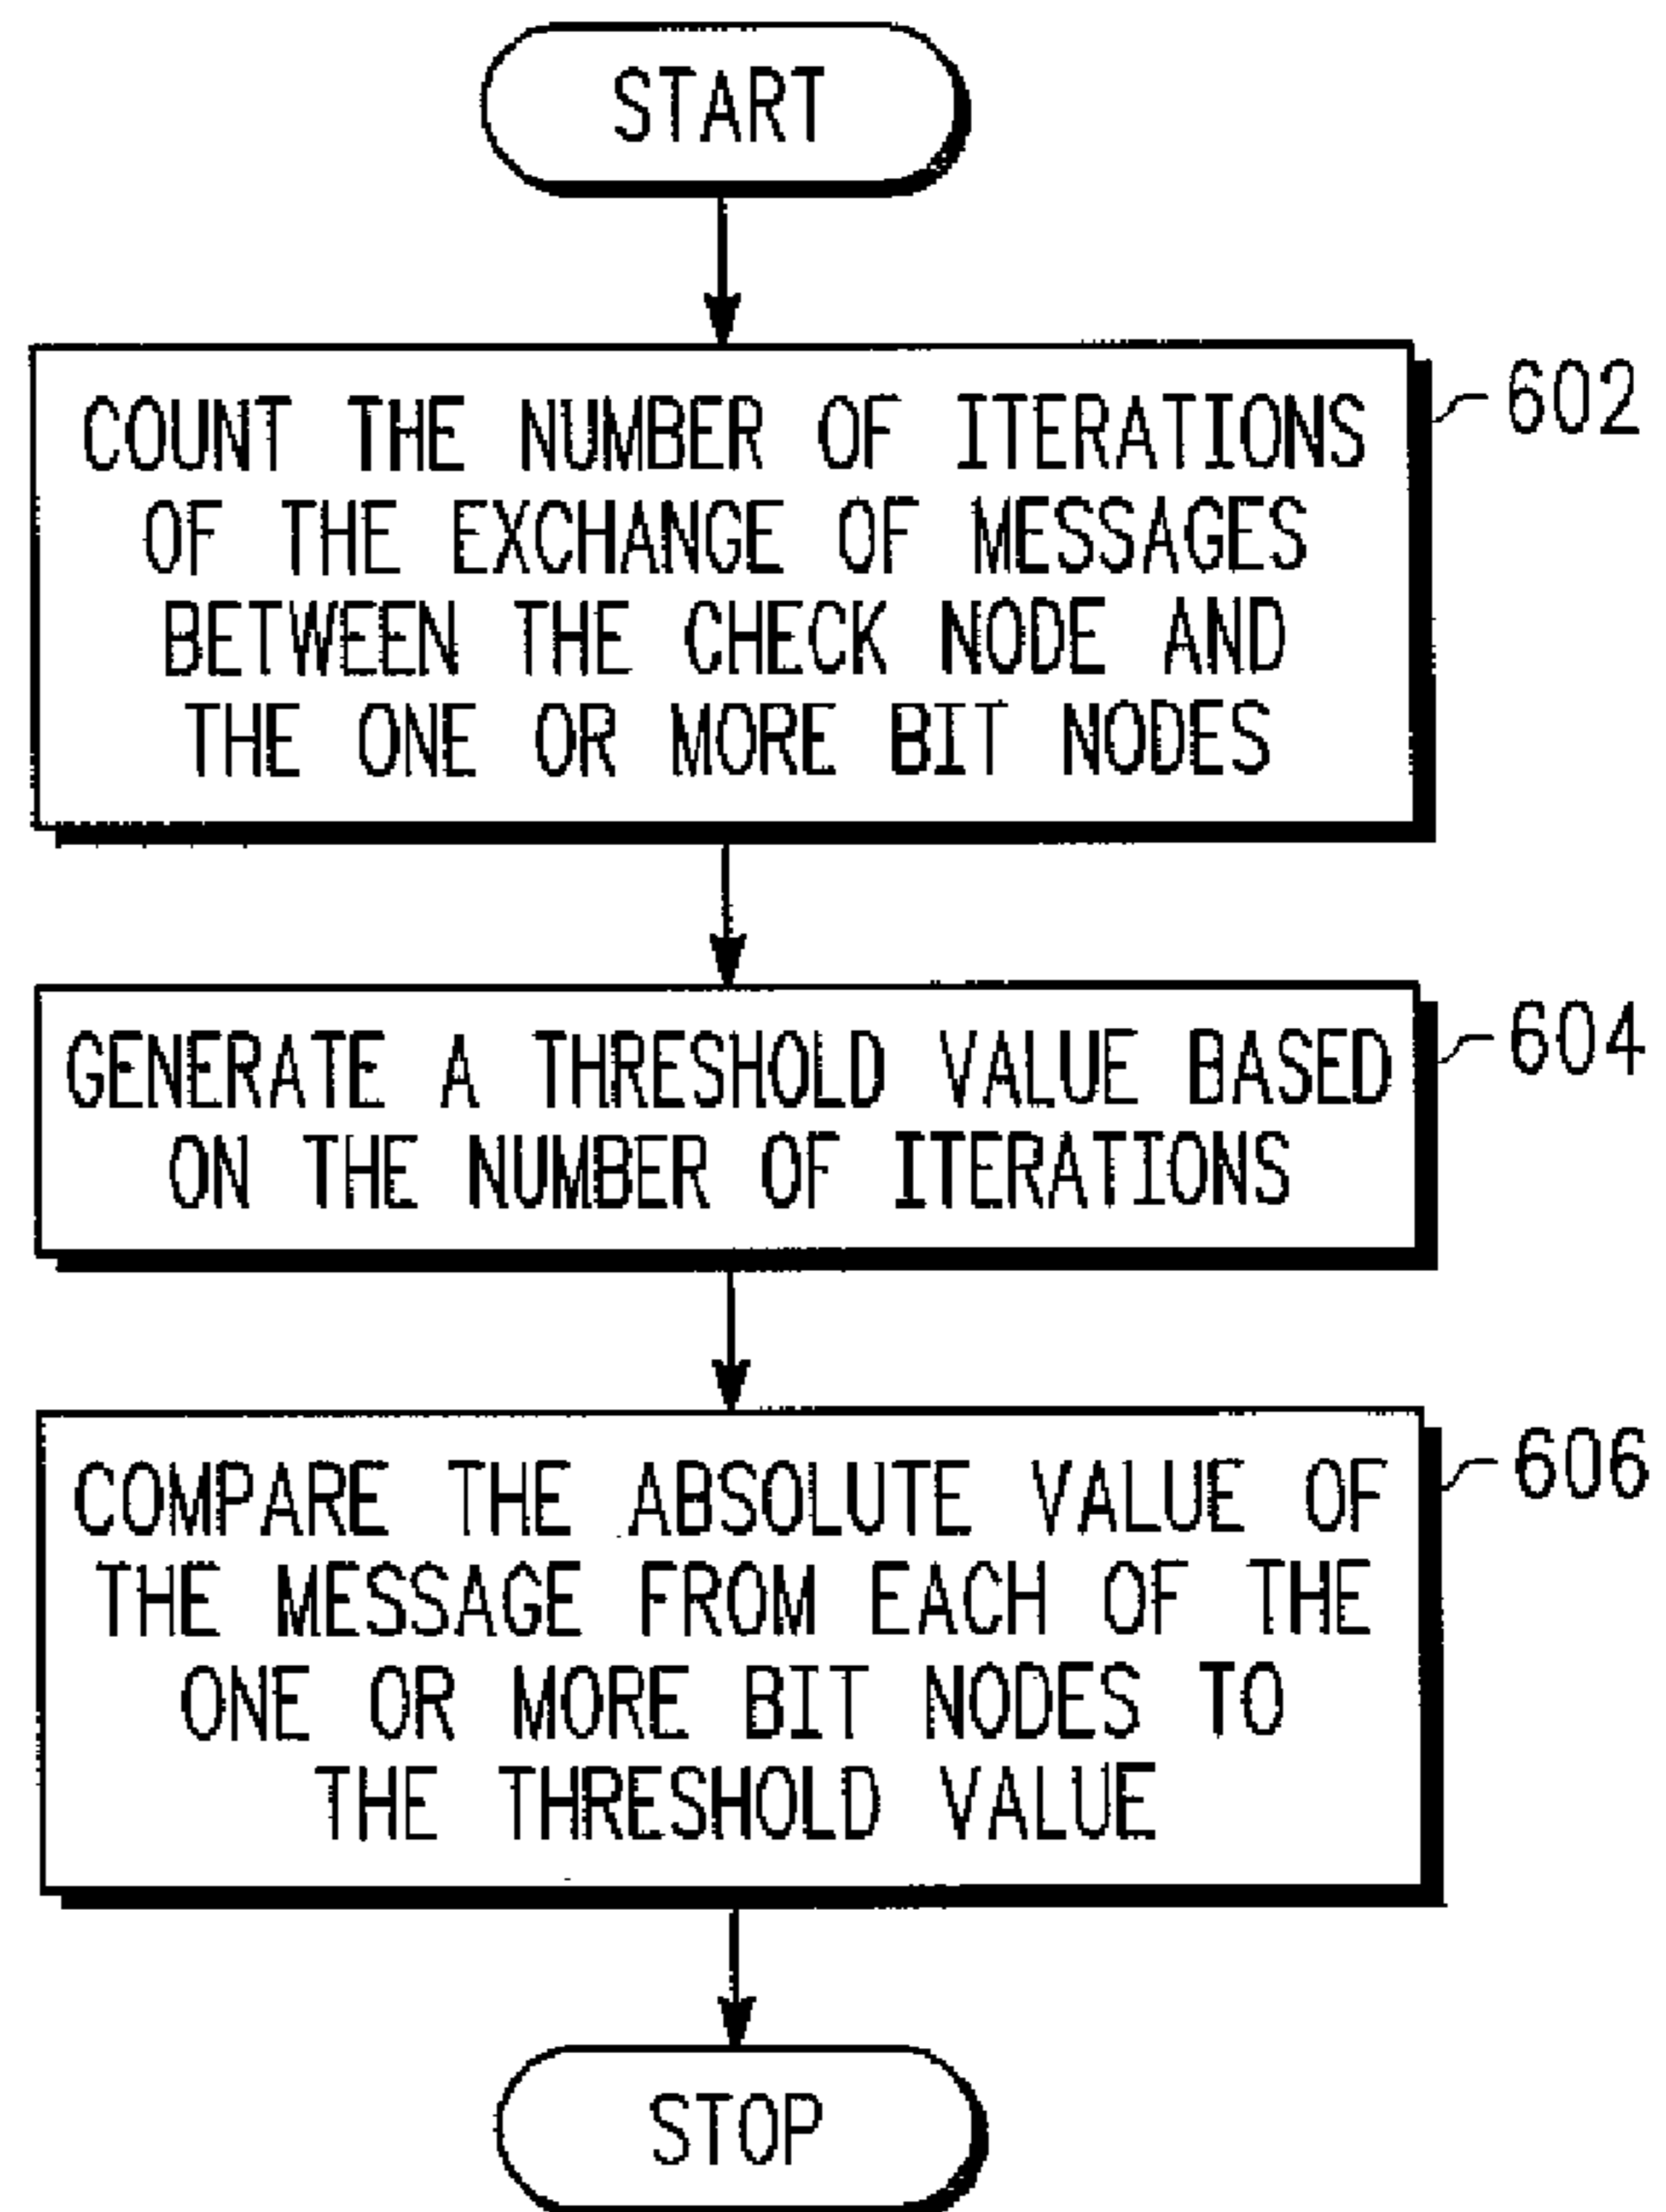 START
COUNT THE NUMBER OF ITERATIONS
OF THE EXCHANGE OF MESSAGES
BETWEEN THE CHECK NODE AND
THE ONE OR MORE BIT NODES
602
GENERATE A THRESHOLD VALUE BASED
ON THE NUMBER OF ITERATIONS
604
COMPARE THE ABSOLUTE VALUE OF
THE MESSAGE FROM EACH OF THE
ONE OR MORE BIT NODES TO
THE THRESHOLD VALUE
606
STOP